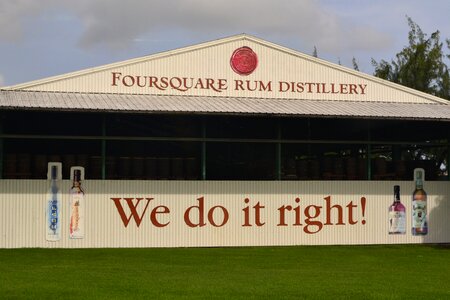 FOURSQUARE RUM DISTILLERY
We do it right!